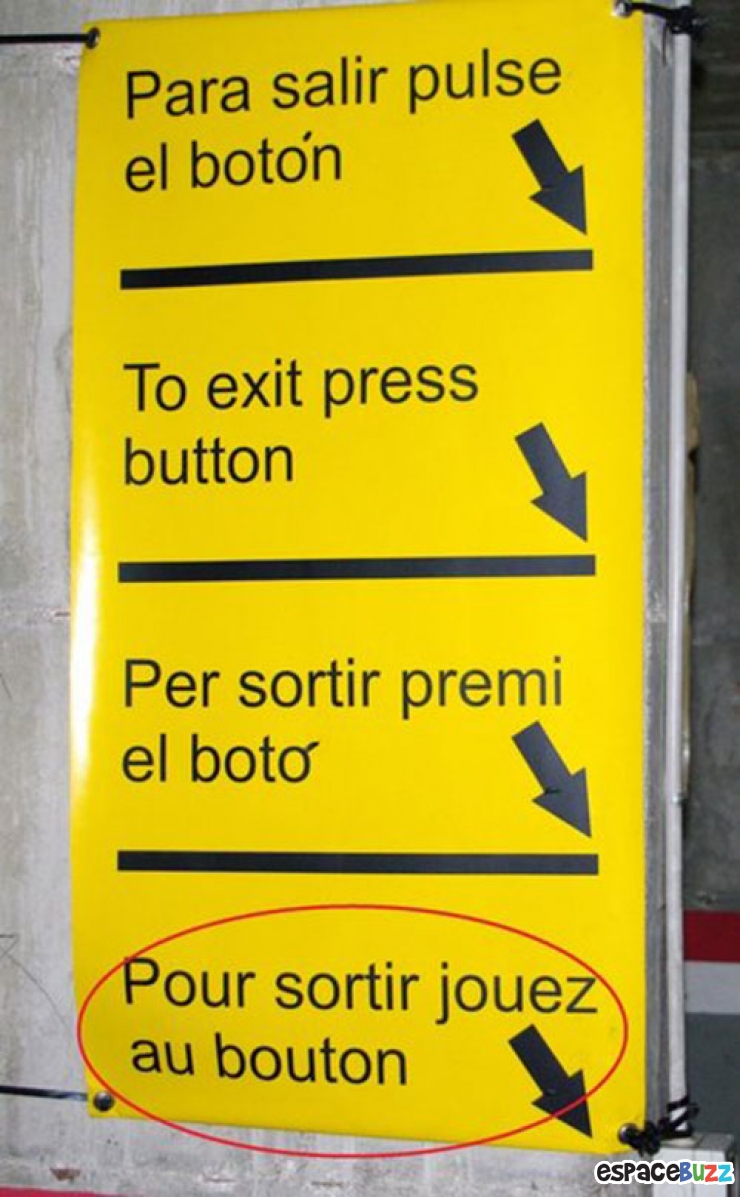 Para salir pulse
el botón
To exit press
button
Per sortir premi
el botó
Pour sortir jouez
au bouton
espaceBuzz